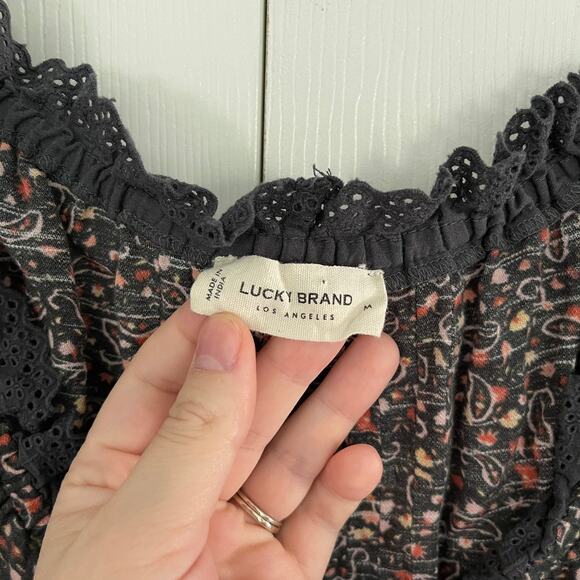 MADE IN
INDIA
LUCKY BRAND
LOS ANGELES
M